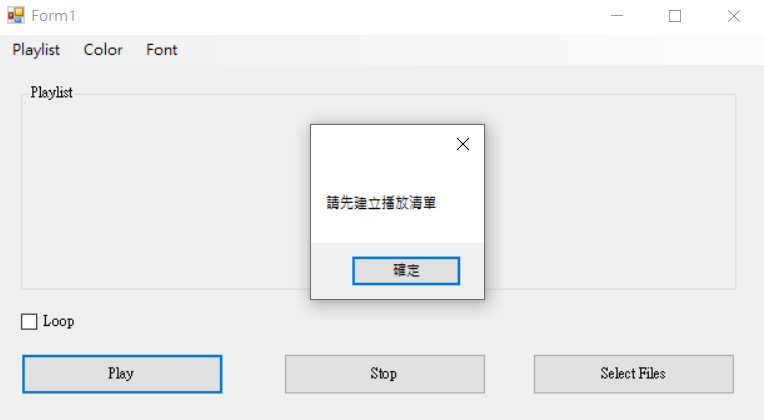 Form1
Playlist Color Font
Playlist
請先建立播放清單
確定
Loop
Play Stop Select Files